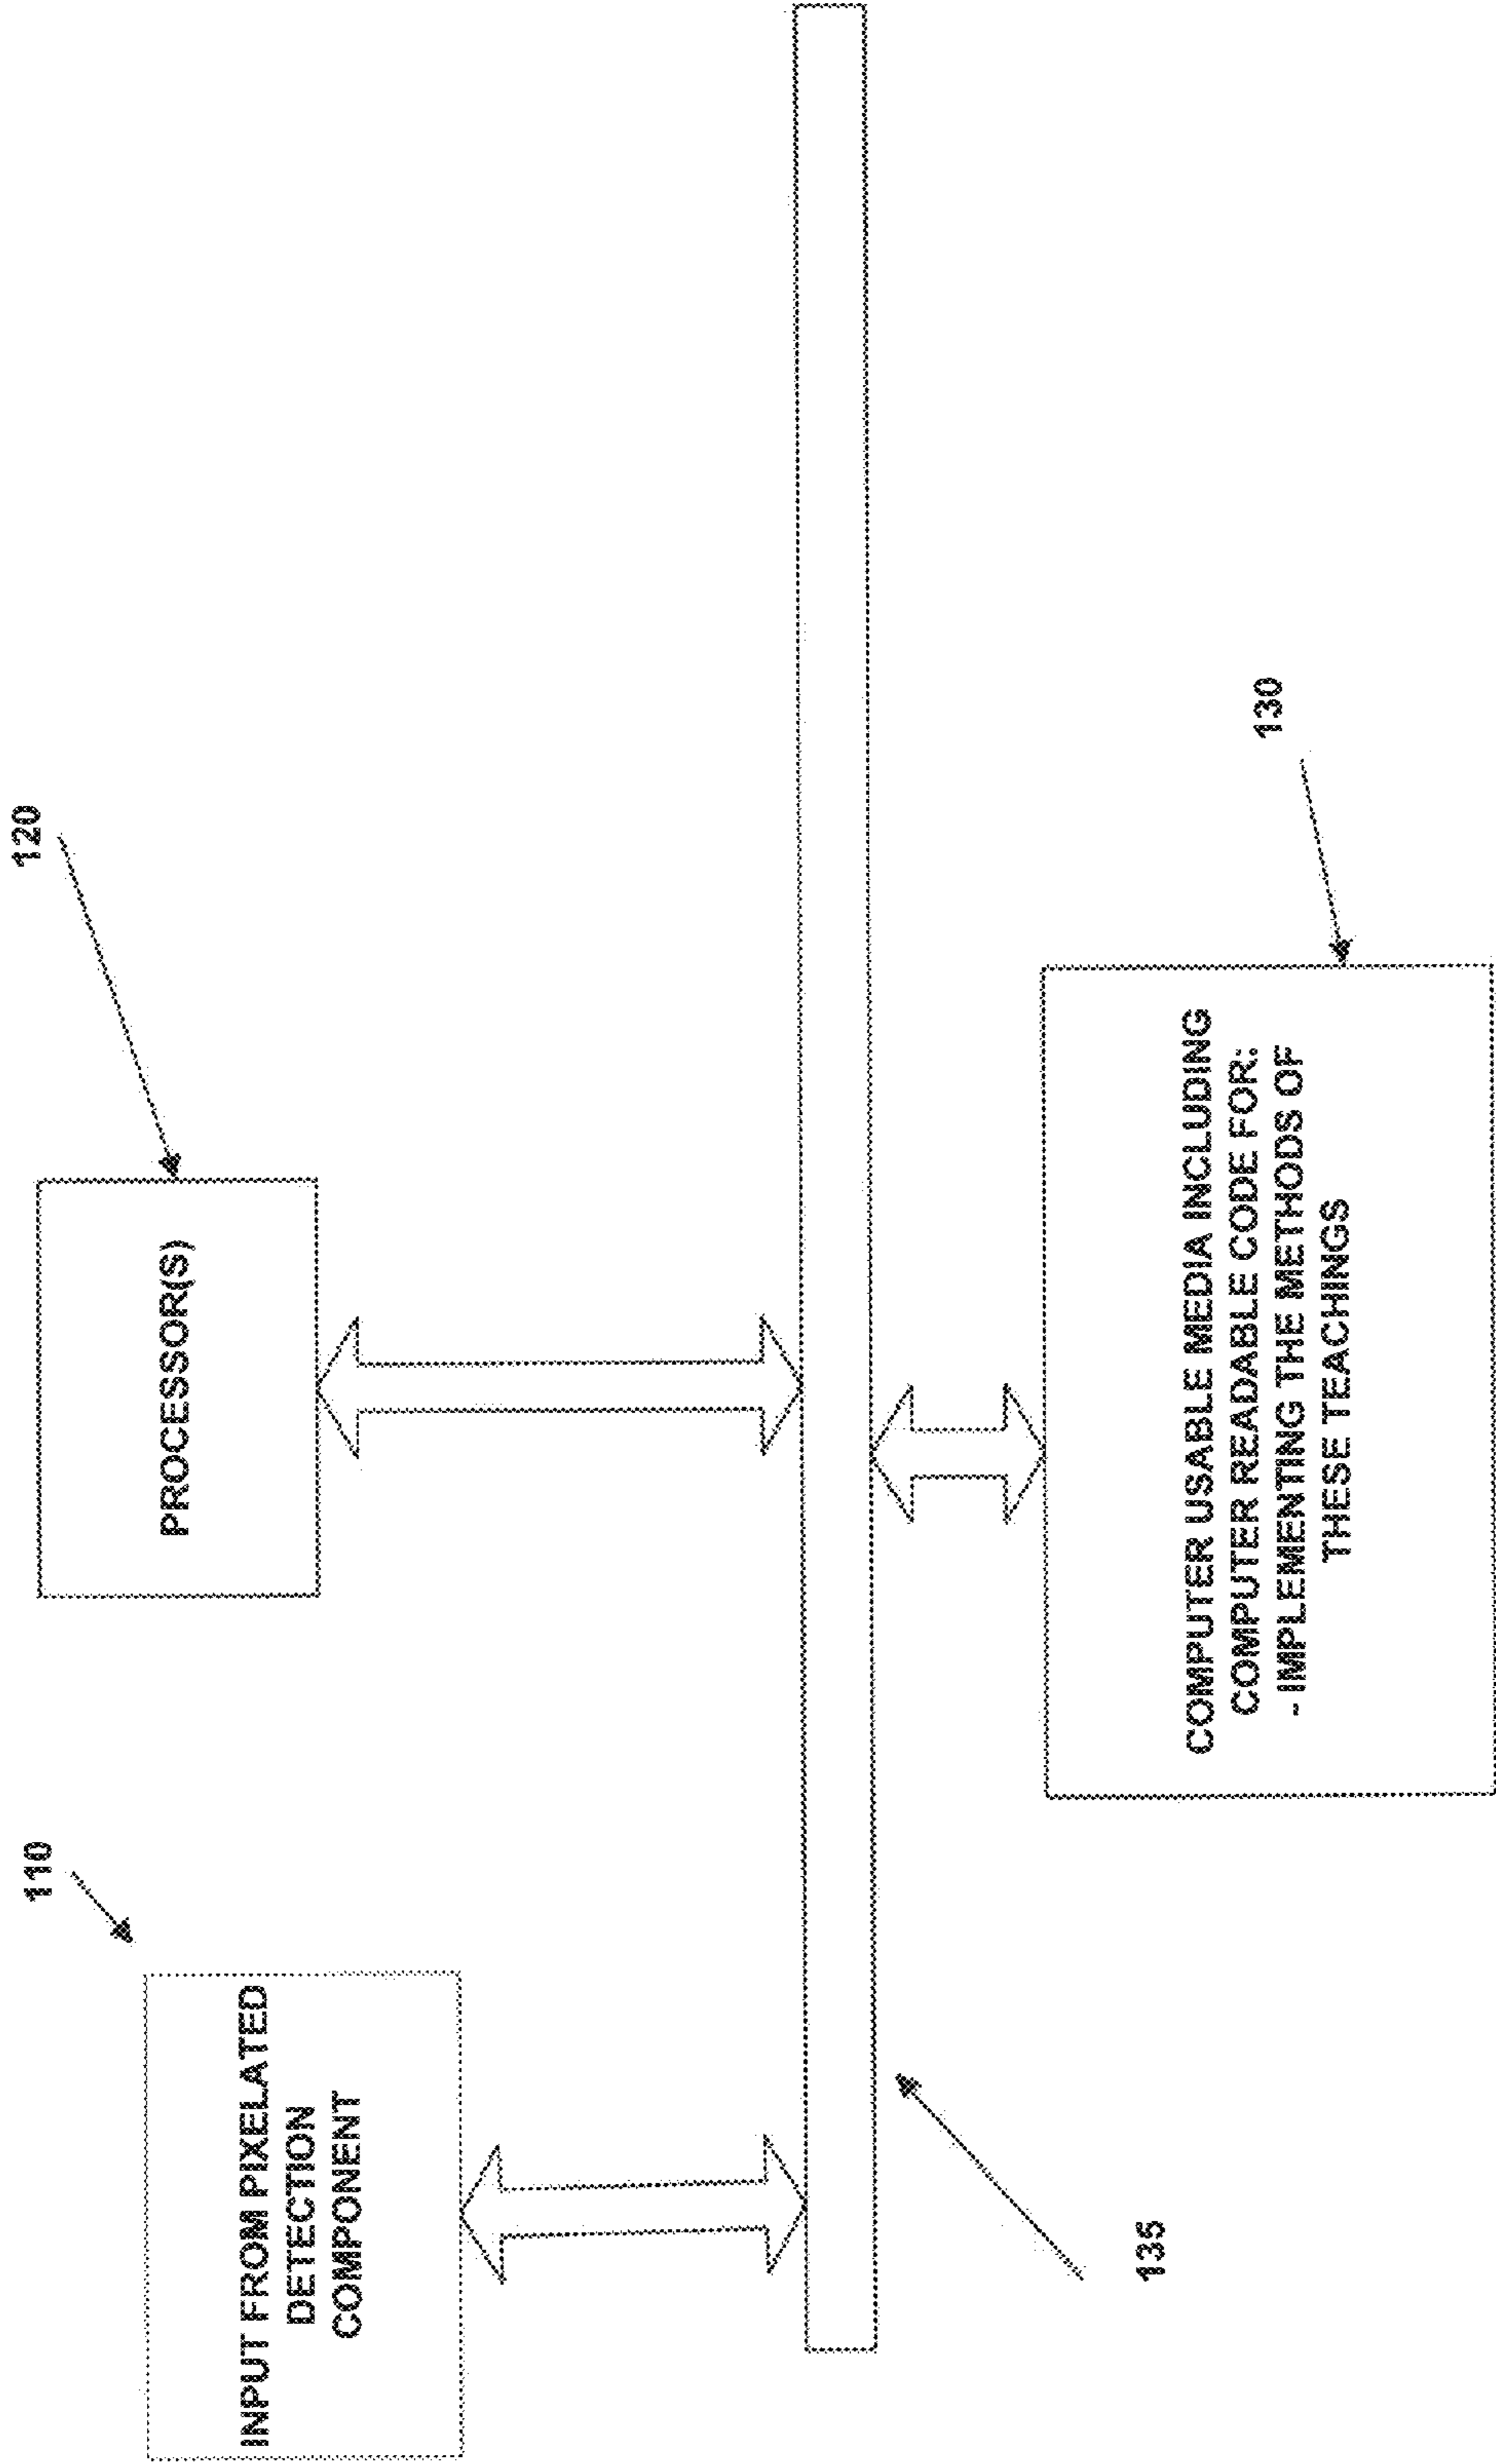 110
INPUT FROM PIXELATED
DETECTION
COMPONENT
120
PROCESSOR(S)
135
130
COMPUTER USABLE MEDIA INCLUDING
COMPUTER READABLE CODE FOR:
- IMPLEMENTING THE METHODS OF
THESE TEACHINGS